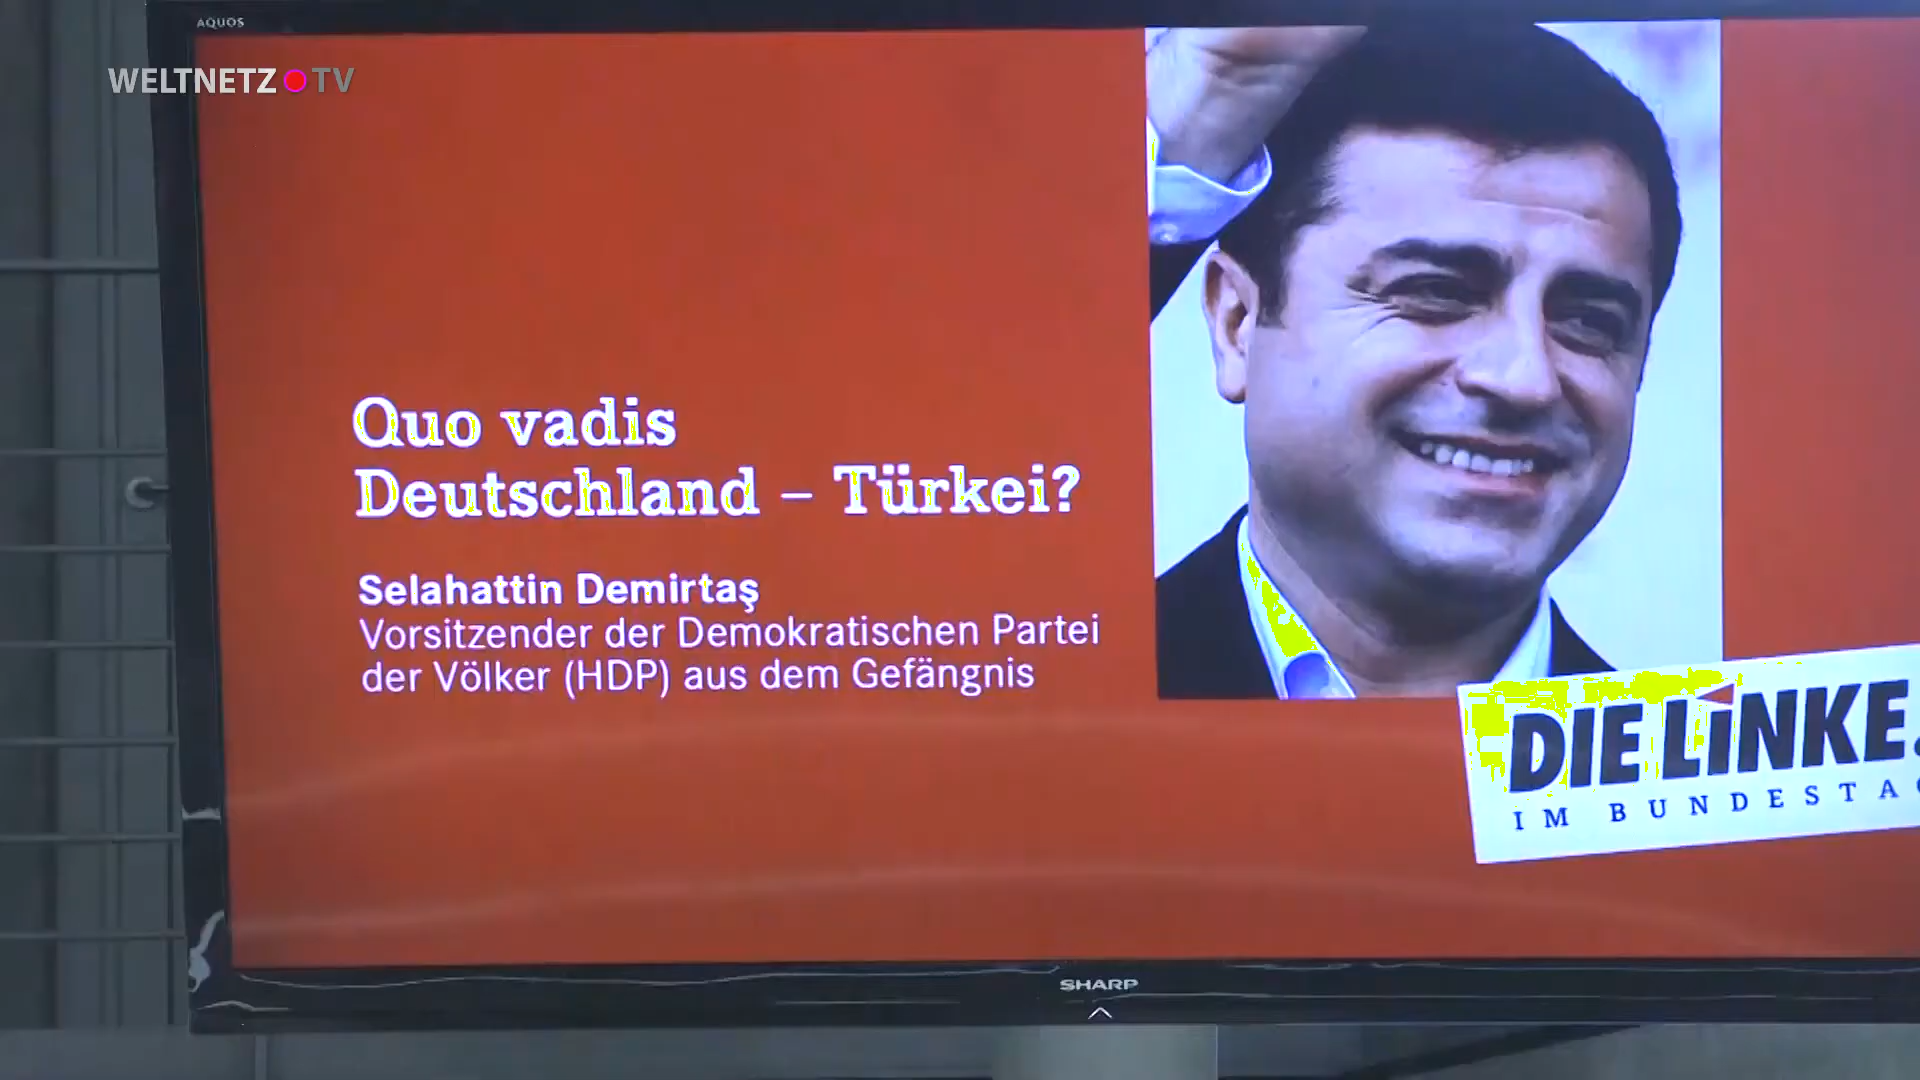 AQUOS
WELTNETZ TV
Quo vadis
Deutschland – Türkei?
Selahattin Demirtaş
Vorsitzender der Demokratischen Partei
der Völker (HDP) aus dem Gefängnis
DIE LINKE.
IM BUNDESTAG
SHARP